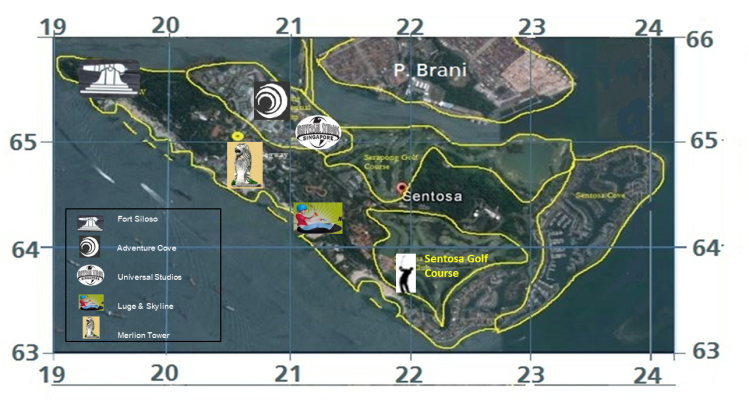 19 20 21 22 23 24
66 66
P. Brani
65 65
UNIVERSAL STUDIOS
SINGAPORE
Serapong Golf
Course
Sentosa Cove
Sentosa
Fort Siloso
Adventure Cove
64 64
Sentosa Golf
Course
Universal Studios
Luge & Skyline
Merlion Tower
63 63
19 20 21 22 23 24